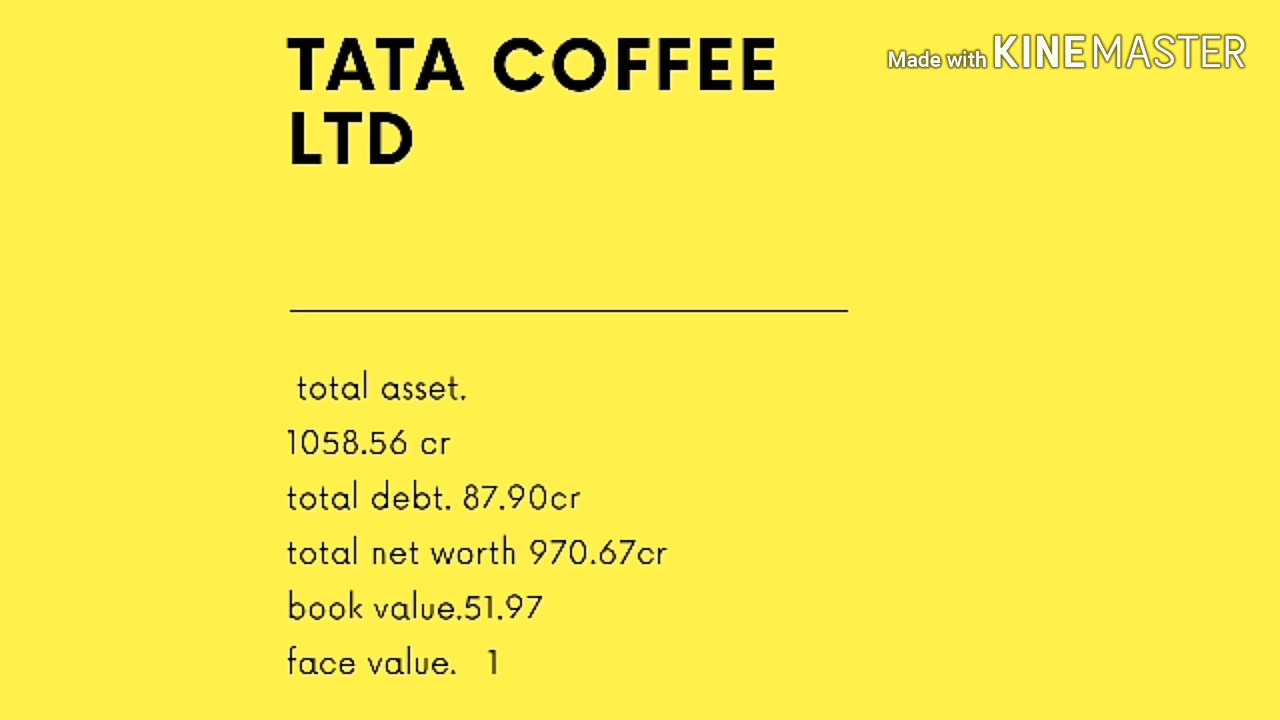 TATA COFFEE
LTD
Made with KINEMASTER
total asset.
1058.56 cr
total debt. 87.90cr
total net worth 970.67cr
book value.51.97
face value. 1